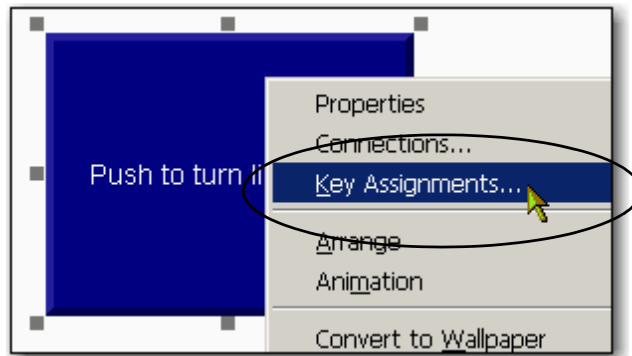 Properties
Connections...
Push to turn li
Key Assignments...
Arrange
Animation
Convert to Wallpaper